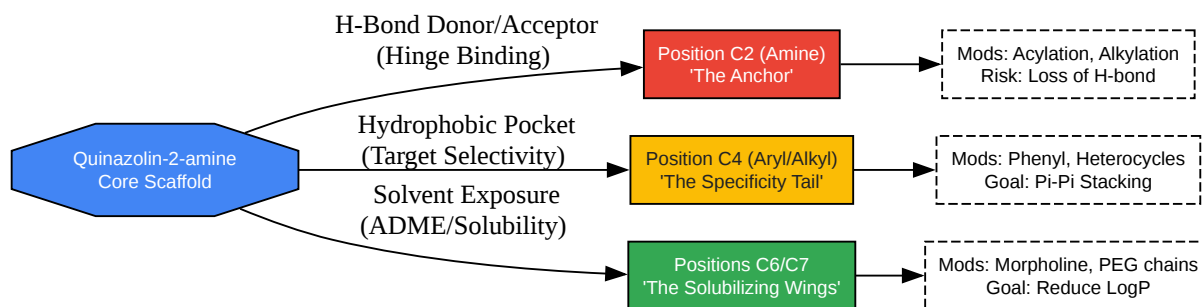 Quinazolin-2-amine
Core Scaffold
H-Bond Donor/Acceptor
(Hinge Binding)
Position C2 (Amine)
'The Anchor'
Mods: Acylation, Alkylation
Risk: Loss of H-bond
Hydrophobic Pocket
(Target Selectivity)
Position C4 (Aryl/Alkyl)
'The Specificity Tail'
Mods: Phenyl, Heterocycles
Goal: Pi-Pi Stacking
Solvent Exposure
(ADME/Solubility)
Positions C6/C7
'The Solubilizing Wings'
Mods: Morpholine, PEG chains
Goal: Reduce LogP